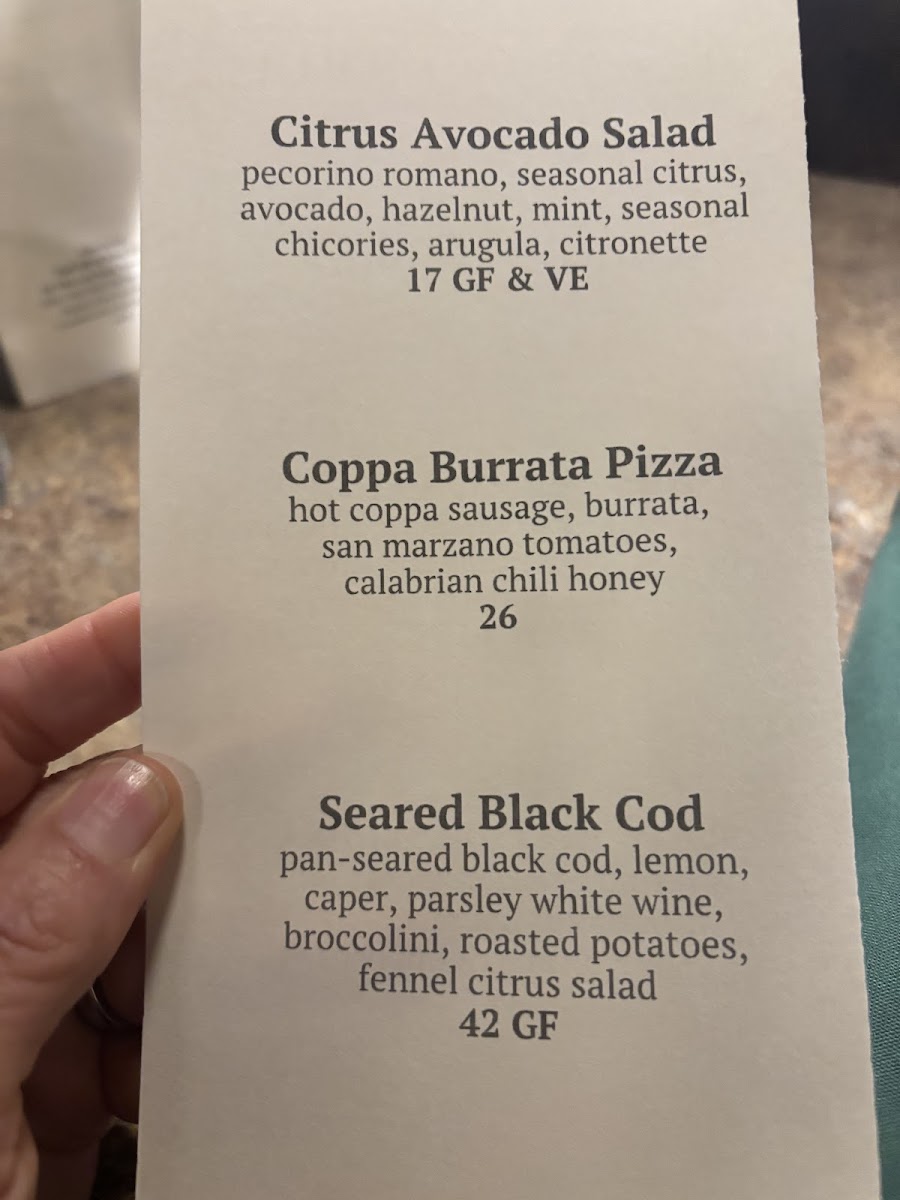 Citrus Avocado Salad
pecorino romano, seasonal citrus,
avocado, hazelnut, mint, seasonal
chicories, arugula, citronette
17 GF & VE
Coppa Burrata Pizza
hot coppa sausage, burrata,
san marzano tomatoes,
calabrian chili honey
26
Seared Black Cod
pan-seared black cod, lemon,
caper, parsley white wine,
broccolini, roasted potatoes,
fennel citrus salad
42 GF